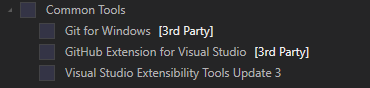 Common Tools
Git for Windows [3rd Party]
GitHub Extension for Visual Studio [3rd Party]
Visual Studio Extensibility Tools Update 3